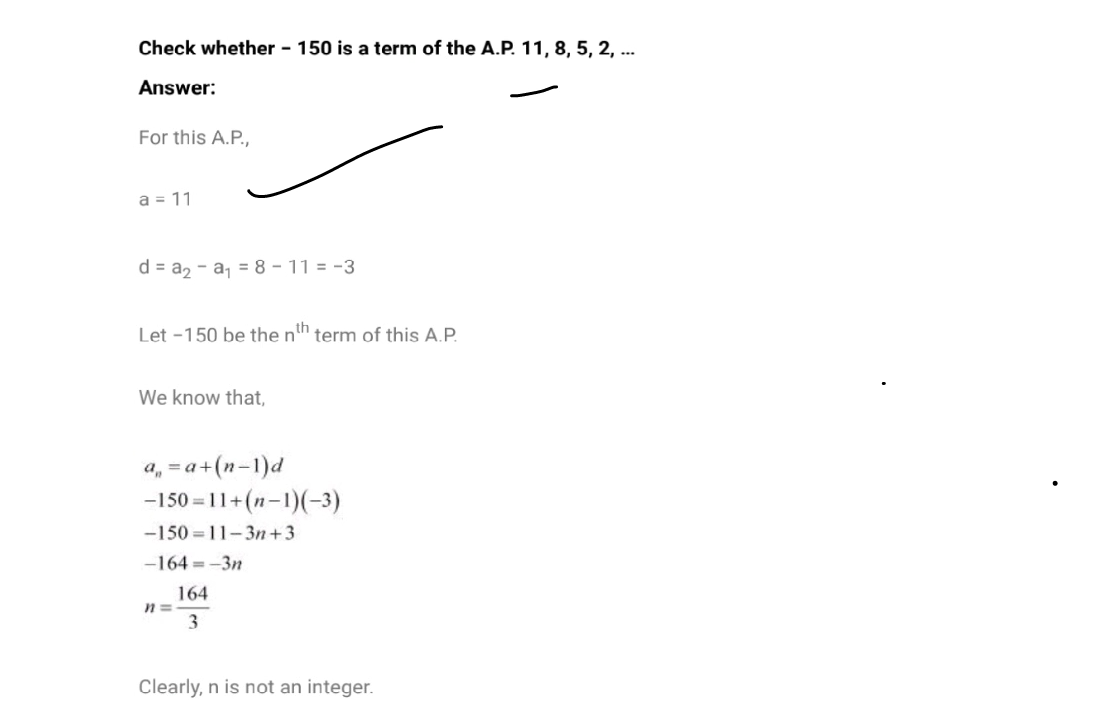 Check whether – 150 is a term of the A.P. 11, 8, 5, 2, ...
Answer:
For this A.P.,
a = 11
d = a₂ − a₁ = 8 − 11 = −3
Let −150 be the nᵗʰ term of this A.P.
We know that,
aₙ = a+(n−1)d
−150 = 11+(n−1)(−3)
−150 = 11−3n+3
−164 = −3n
n = 164/3
Clearly, n is not an integer.